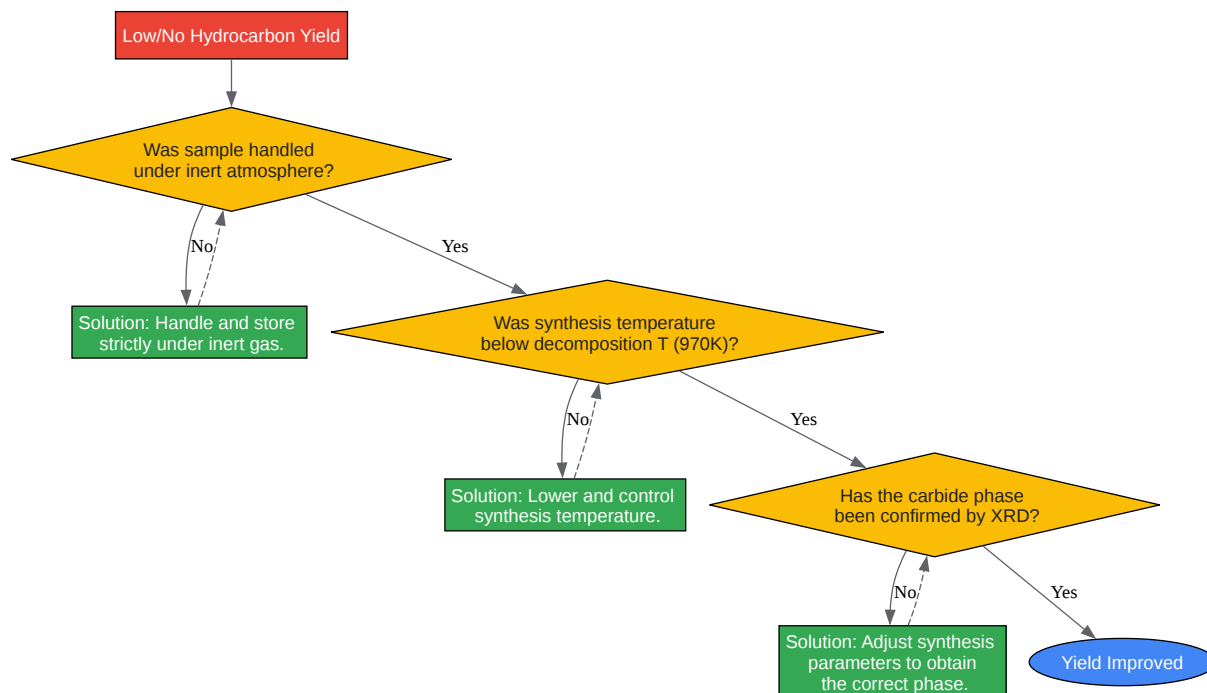 Low/No Hydrocarbon Yield
Was sample handled
under inert atmosphere?
No
Yes
Solution: Handle and store
strictly under inert gas.
Was synthesis temperature
below decomposition T (970K)?
No
Yes
Solution: Lower and control
synthesis temperature.
Has the carbide phase
been confirmed by XRD?
No
Yes
Solution: Adjust synthesis
parameters to obtain
the correct phase.
Yield Improved